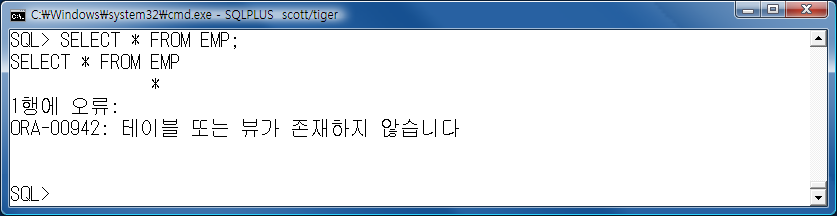 C:\Windows\system32\cmd.exe - SQLPLUS scott/tiger
SQL> SELECT * FROM EMP;
SELECT * FROM EMP
*
1행에 오류:
ORA-00942: 테이블 또는 뷰가 존재하지 않습니다
SQL>